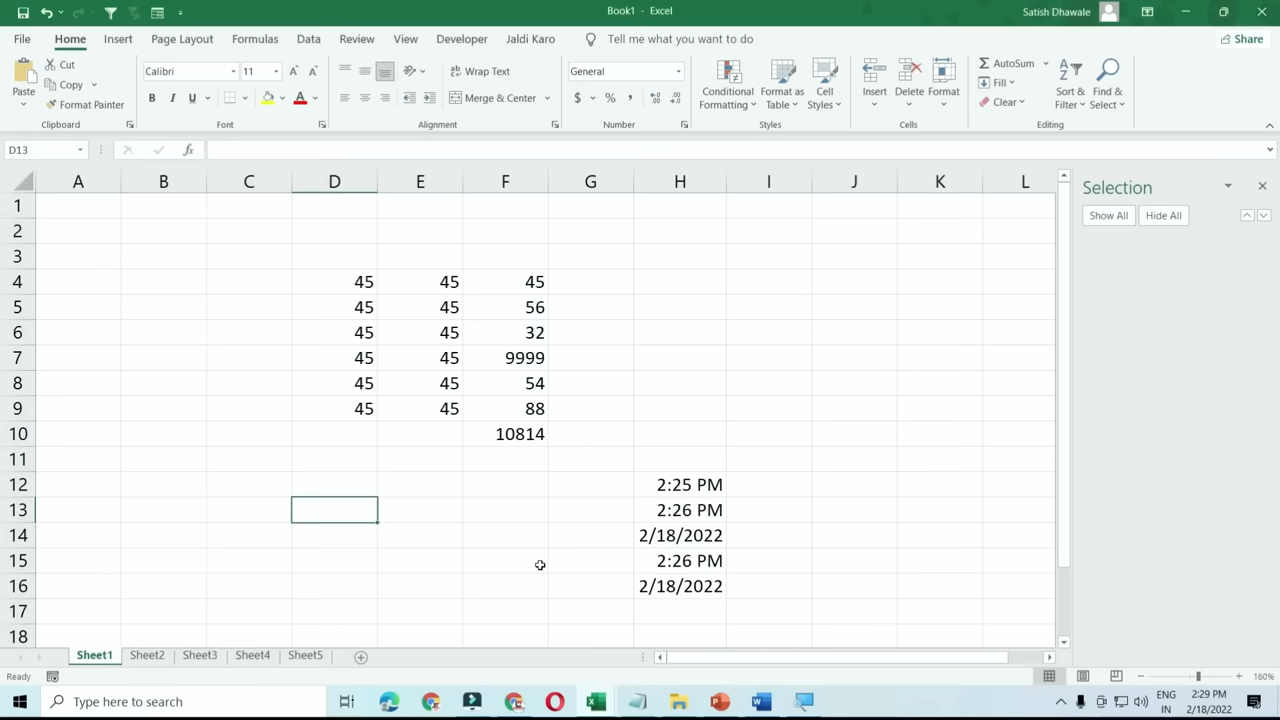 Book1 - Excel
Satish Dhawale
File Home Insert Page Layout Formulas Data Review View Developer Jaldi Karo Tell me what you want to do Share
Paste
Cut
Copy
Format Painter
Clipboard
Calibri 11
B I U
Font
Wrap Text
Merge & Center
Alignment
General
$ % ,
Number
Conditional Formatting
Format as Table
Cell Styles
Styles
Insert
Delete
Format
Cells
AutoSum
Fill
Clear
Sort & Filter
Find & Select
Editing
D13
fx
A B C D E F G H I J K L
1
2
3
4 45 45 45
5 45 45 56
6 45 45 32
7 45 45 9999
8 45 45 54
9 45 45 88
10 10814
11
12 2:25 PM
13 2:26 PM
14 2/18/2022
15 2:26 PM
16 2/18/2022
17
18
Selection
Show All Hide All
Sheet1 Sheet2 Sheet3 Sheet4 Sheet5
Ready
160%
Type here to search
ENG
IN
2:29 PM
2/18/2022